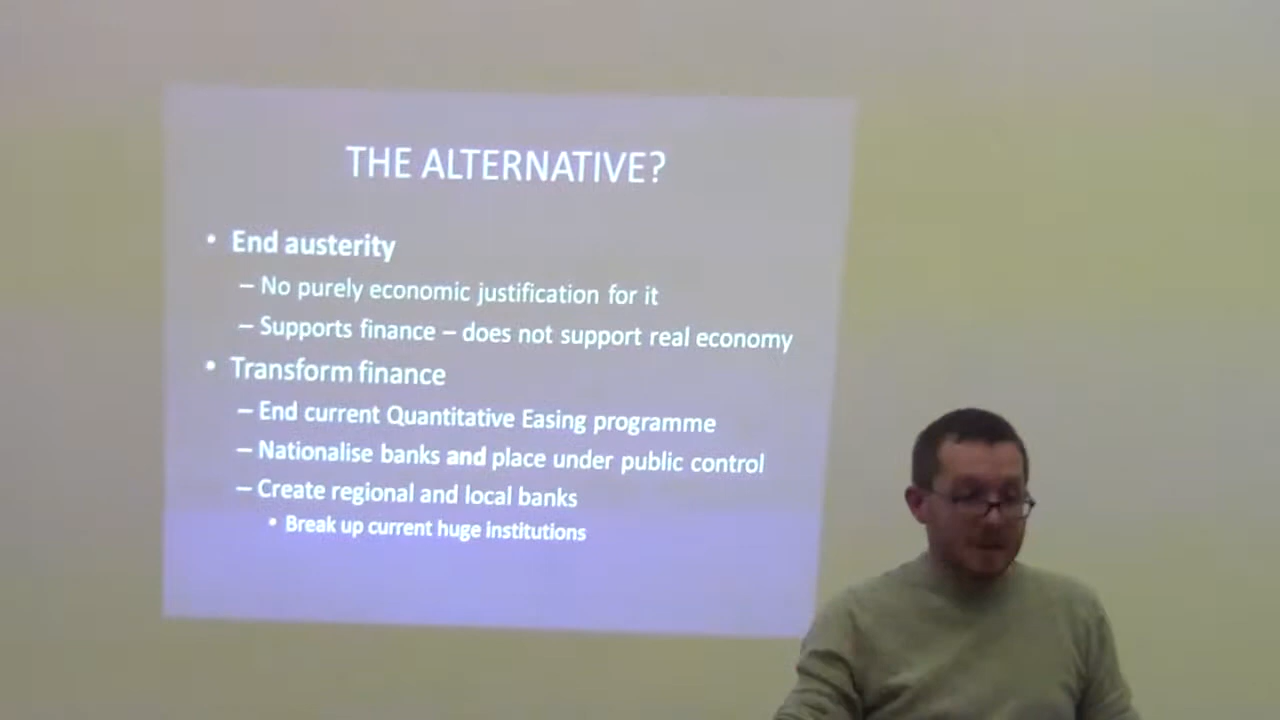 THE ALTERNATIVE?
• End austerity
– No purely economic justification for it
– Supports finance – does not support real economy
• Transform finance
– End current Quantitative Easing programme
– Nationalise banks and place under public control
– Create regional and local banks
• Break up current huge institutions